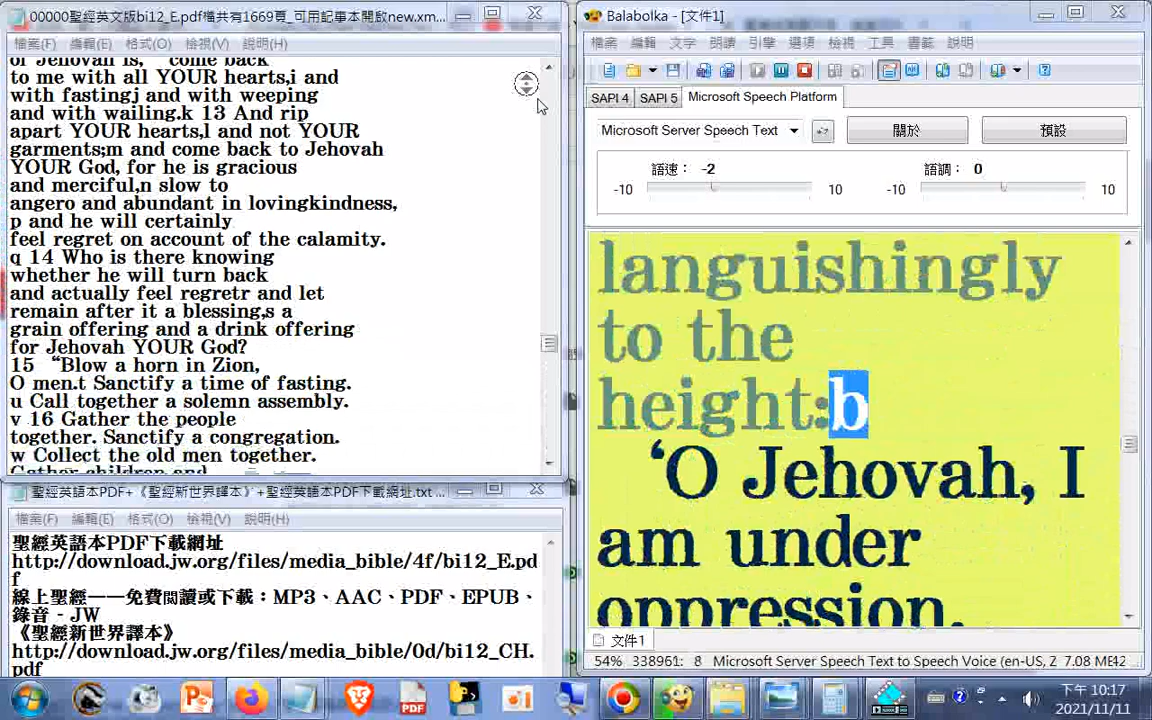 00000聖經英文版bi12_E.pdf檔共有1669頁_可用記事本開啟new.xm...
檔案(F) 編輯(E) 格式(O) 檢視(V) 說明(H)
of Jehovah is, “come back
to me with all YOUR hearts,i and
with fastingj and with weeping
and with wailing.k 13 And rip
apart YOUR hearts,l and not YOUR
garments;m and come back to Jehovah
YOUR God, for he is gracious
and merciful,n slow to
angero and abundant in lovingkindness,
p and he will certainly
feel regret on account of the calamity.
q 14 Who is there knowing
whether he will turn back
and actually feel regretr and let
remain after it a blessing,s a
grain offering and a drink offering
for Jehovah YOUR God?
15 “Blow a horn in Zion,
O men.t Sanctify a time of fasting.
u Call together a solemn assembly.
v 16 Gather the people
together. Sanctify a congregation.
w Collect the old men together.
Gather children and
聖經英語本PDF+《聖經新世界譯本》+聖經英語本PDF下載網址.txt ...
檔案(F) 編輯(E) 格式(O) 檢視(V) 說明(H)
聖經英語本PDF下載網址
http://download.jw.org/files/media_bible/4f/bi12_E.pd
f
線上聖經——免費閱讀或下載：MP3、AAC、PDF、EPUB、
錄音 - JW
《聖經新世界譯本》
http://download.jw.org/files/media_bible/0d/bi12_CH.
pdf
Balabolka - [文件1]
檔案 編輯 文字 朗讀 引擎 選項 檢視 工具 書籤 說明
SAPI 4 SAPI 5 Microsoft Speech Platform
Microsoft Server Speech Text 關於 預設
語速： -2 語調： 0
-10 10 -10 10
languishingly
to the
height:b
‘O Jehovah, I
am under
oppression.
文件1
54% 338961: 8 Microsoft Server Speech Text to Speech Voice (en-US, Z 7.08 ME42
下午 10:17
2021/11/11